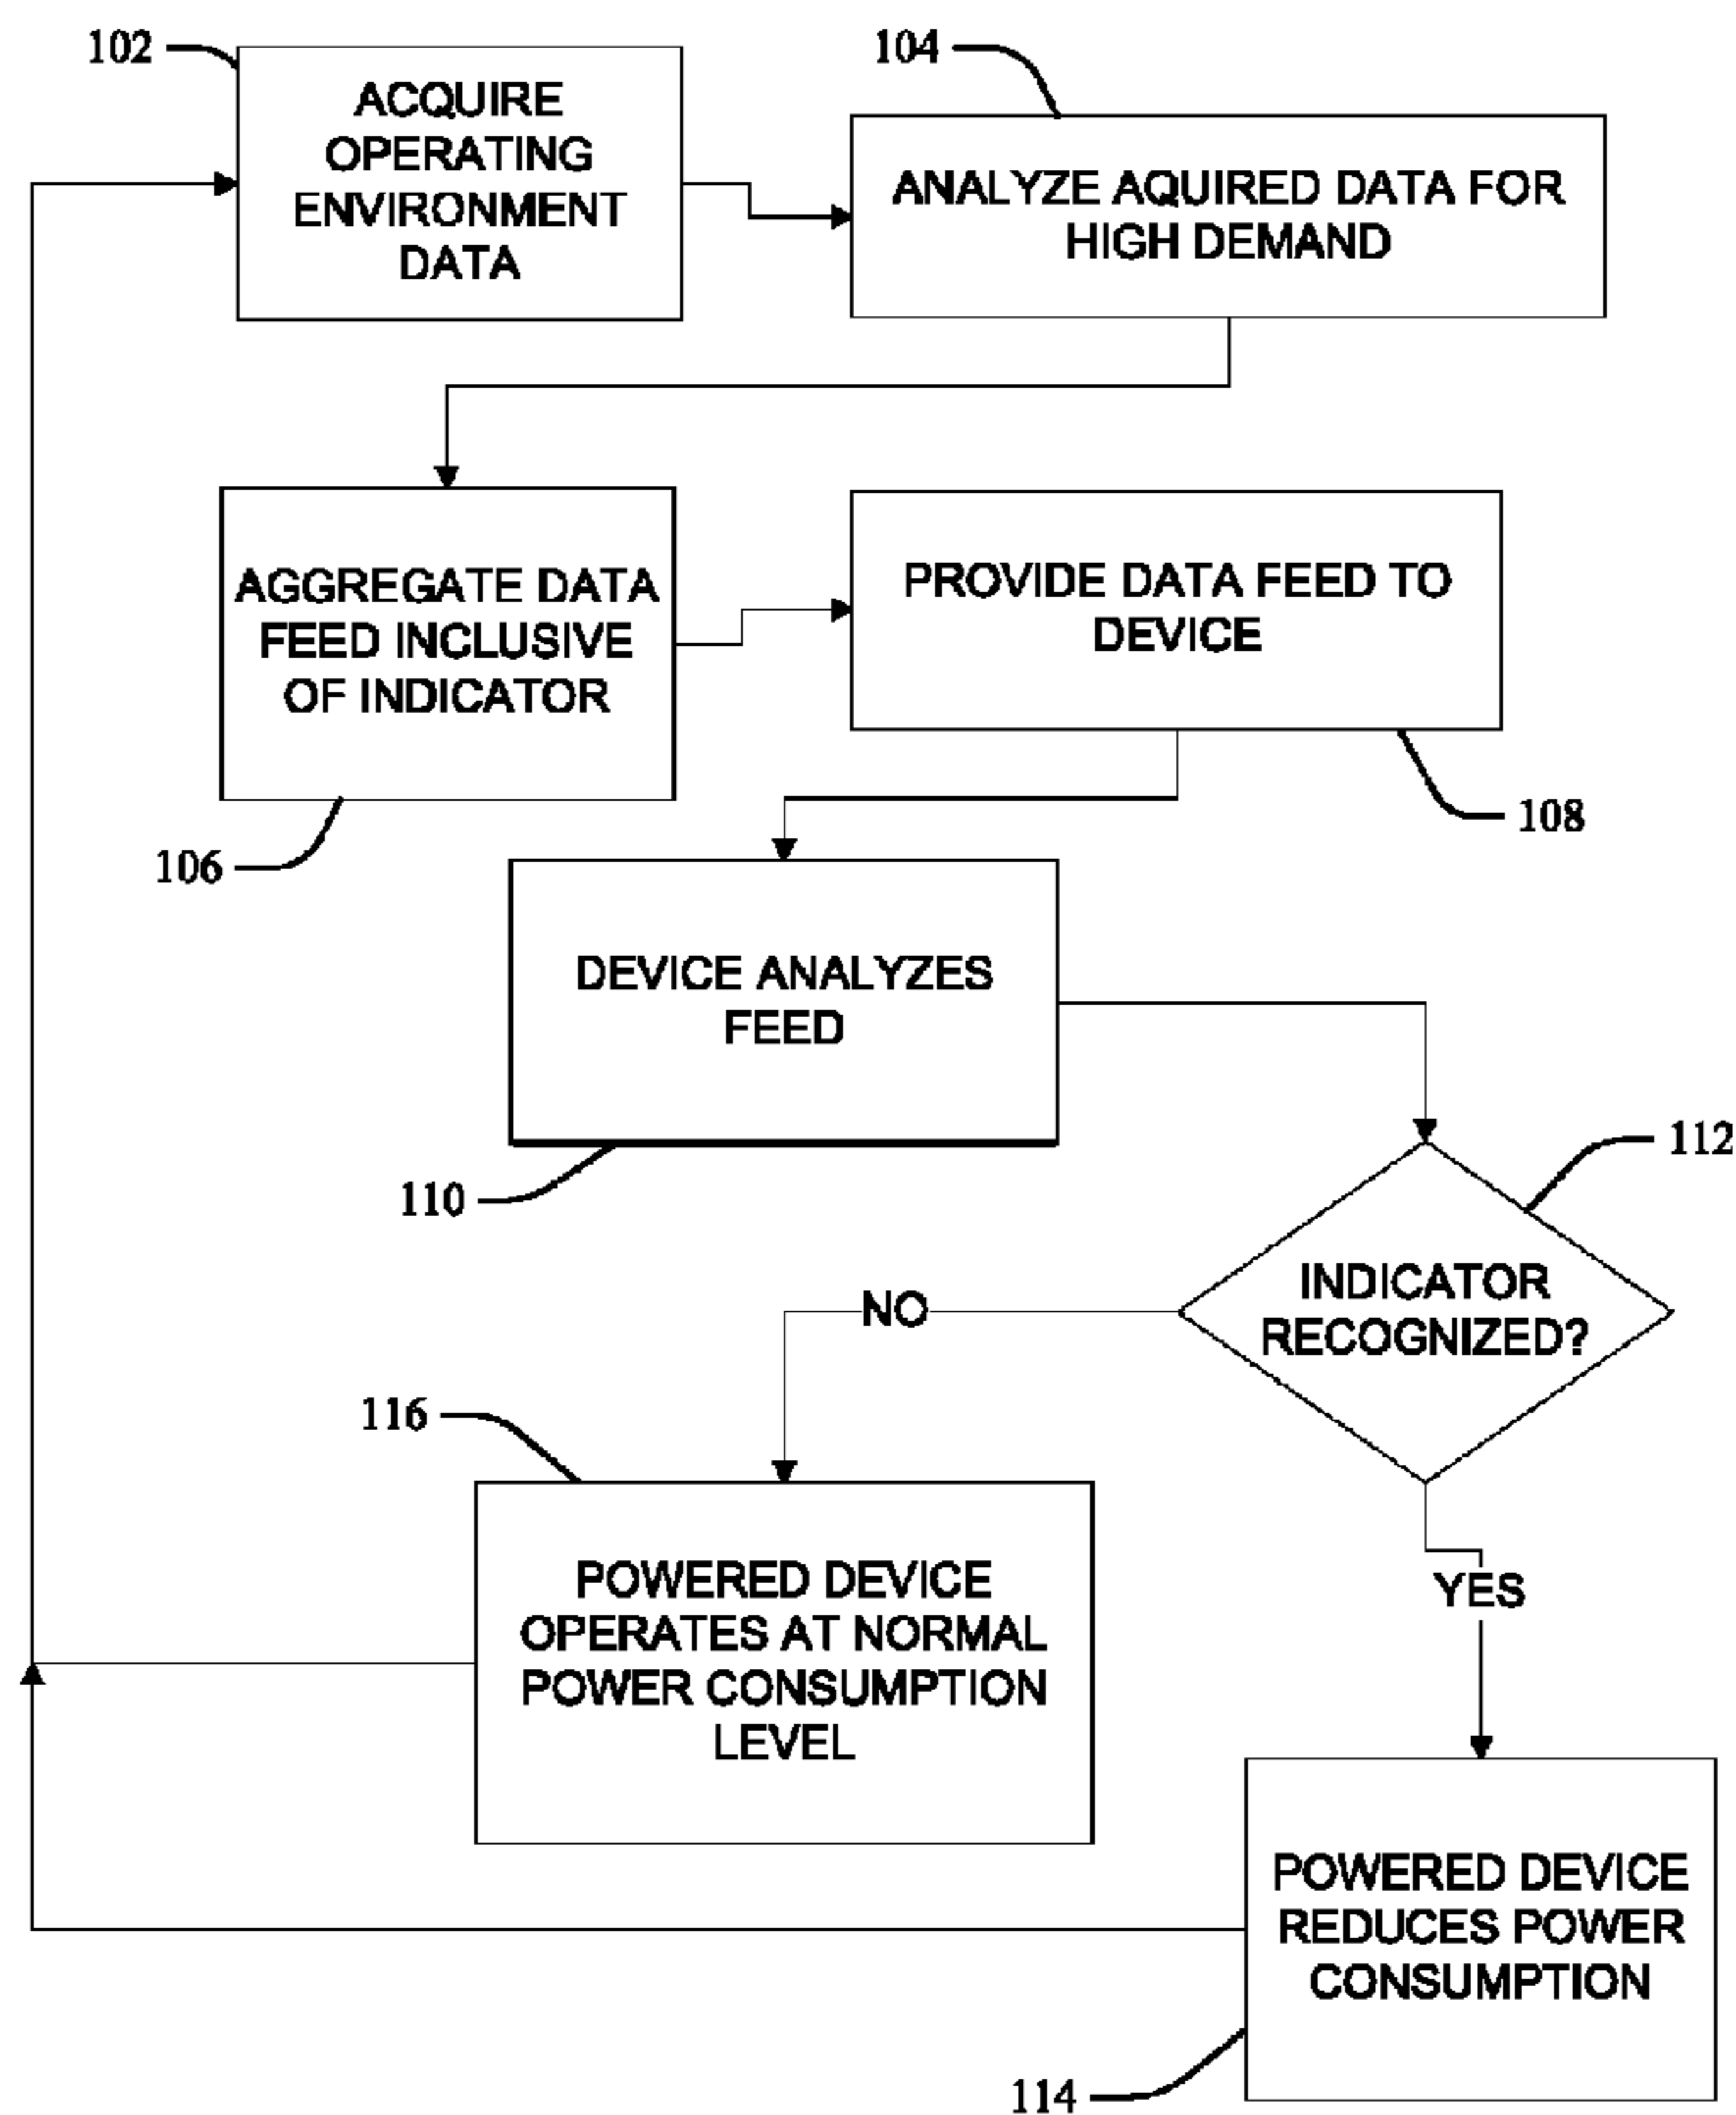 102
ACQUIRE
OPERATING
ENVIRONMENT
DATA
104
ANALYZE AQUIRED DATA FOR
HIGH DEMAND
AGGREGATE DATA
FEED INCLUSIVE
OF INDICATOR
106
PROVIDE DATA FEED TO
DEVICE
108
DEVICE ANALYZES
FEED
110
112
INDICATOR
RECOGNIZED?
NO
116
POWERED DEVICE
OPERATES AT NORMAL
POWER CONSUMPTION
LEVEL
YES
POWERED DEVICE
REDUCES POWER
CONSUMPTION
114